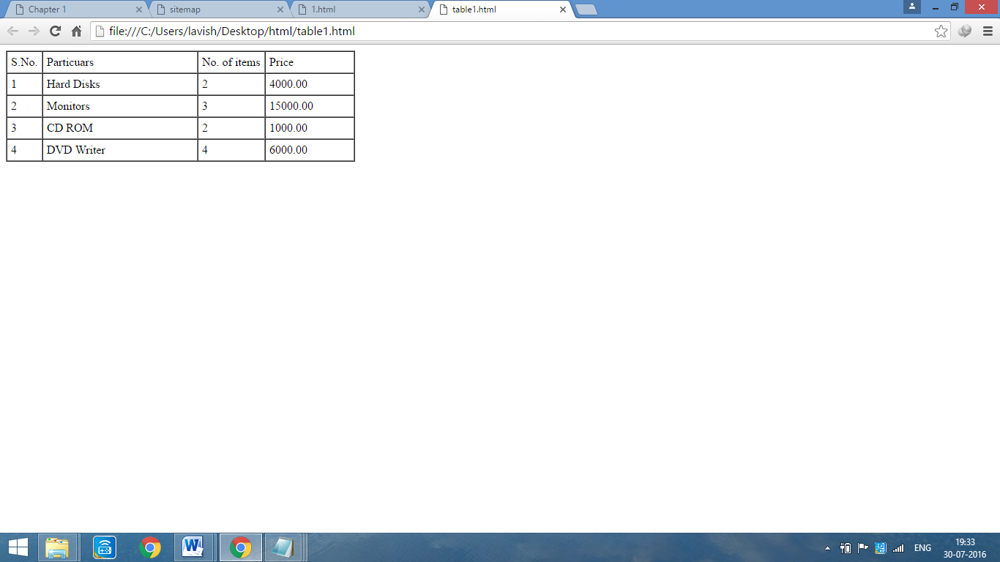 Chapter 1 sitemap 1.html table1.html
file:///C:/Users/lavish/Desktop/html/table1.html
S.No. Particuars No. of items Price
1 Hard Disks 2 4000.00
2 Monitors 3 15000.00
3 CD ROM 2 1000.00
4 DVD Writer 4 6000.00
ENG 19:33
30-07-2016